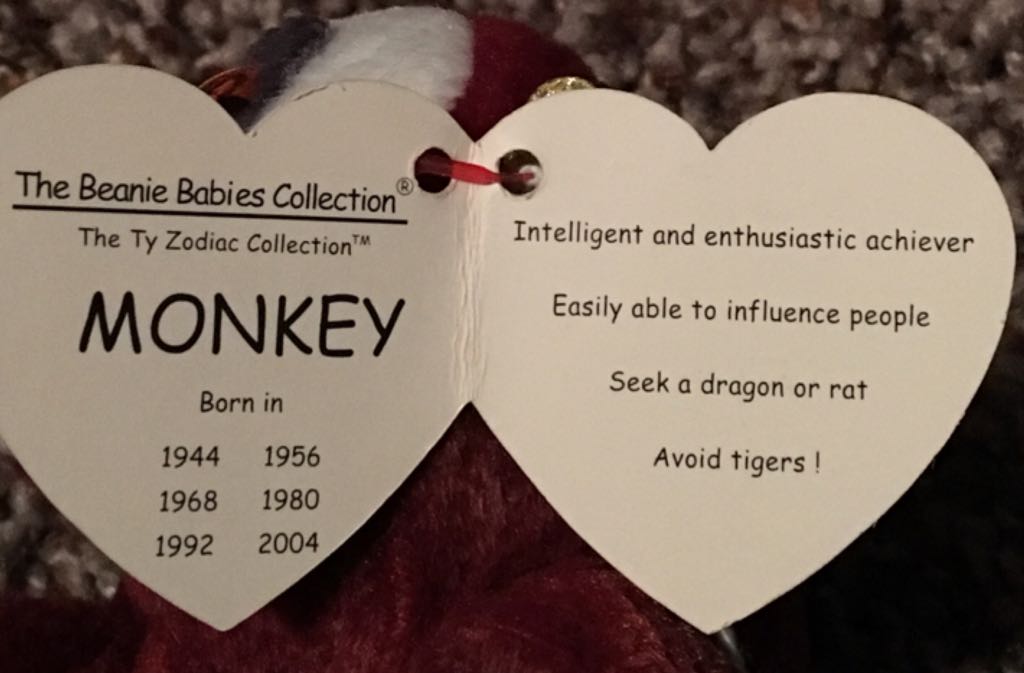 The Beanie Babies Collection®
The Ty Zodiac Collection™
MONKEY
Born in
1944 1956
1968 1980
1992 2004
Intelligent and enthusiastic achiever
Easily able to influence people
Seek a dragon or rat
Avoid tigers !